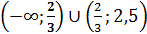 (−∞; 2/3) ∪ (2/3; 2,5)